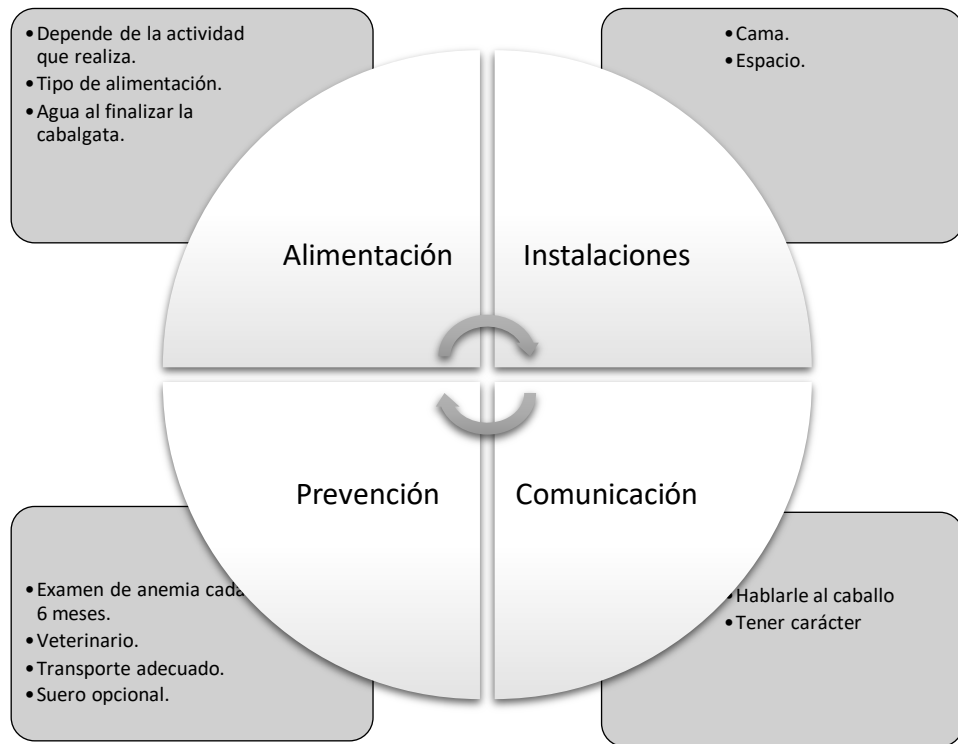 •Depende de la actividad
que realiza.
•Tipo de alimentación.
•Agua al finalizar la
cabalgata.
•Cama.
•Espacio.
Alimentación
Instalaciones
Prevención
Comunicación
•Examen de anemia cada
6 meses.
•Veterinario.
•Transporte adecuado.
•Suero opcional.
•Hablarle al caballo
•Tener carácter